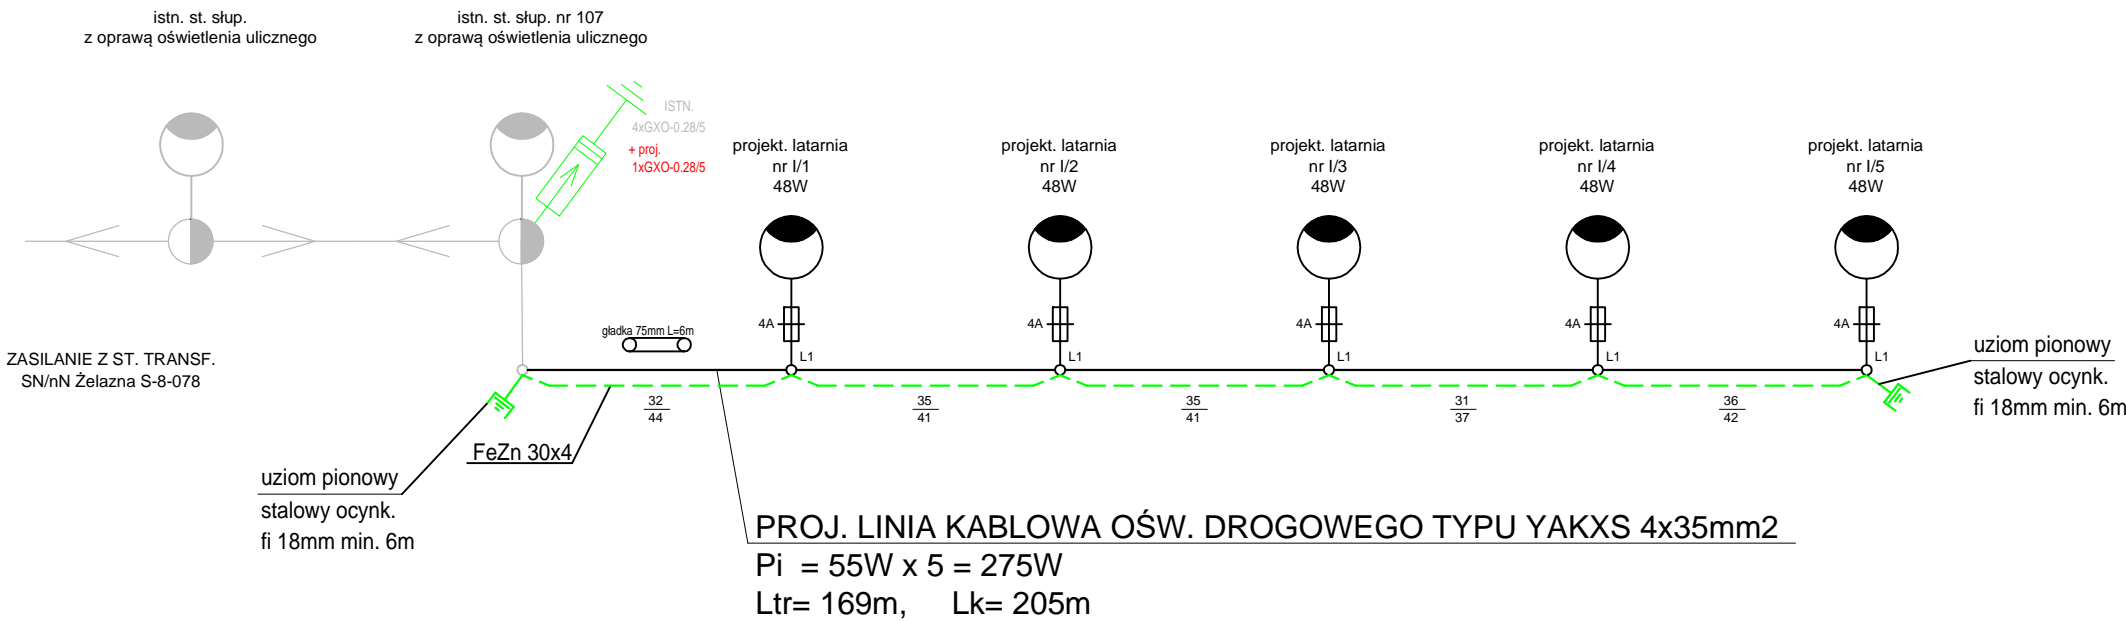 istn. st. słup.
z oprawą oświetlenia ulicznego
istn. st. słup. nr 107
z oprawą oświetlenia ulicznego
ISTN.
4xGXO-0.28/5
+ proj.
1xGXO-0.28/5
projekt. latarnia
nr I/1
48W
projekt. latarnia
nr I/2
48W
projekt. latarnia
nr I/3
48W
projekt. latarnia
nr I/4
48W
projekt. latarnia
nr I/5
48W
4A
4A
4A
4A
4A
gładka 75mm L=6m
L1
L1
L1
L1
L1
ZASILANIE Z ST. TRANSF.
SN/nN Żelazna S-8-078
uziom pionowy
stalowy ocynk.
fi 18mm min. 6m
32
44
35
41
35
41
31
37
36
42
FeZn 30x4
uziom pionowy
stalowy ocynk.
fi 18mm min. 6m
PROJ. LINIA KABLOWA OŚW. DROGOWEGO TYPU YAKXS 4x35mm2
Pi = 55W x 5 = 275W
Ltr= 169m, Lk= 205m